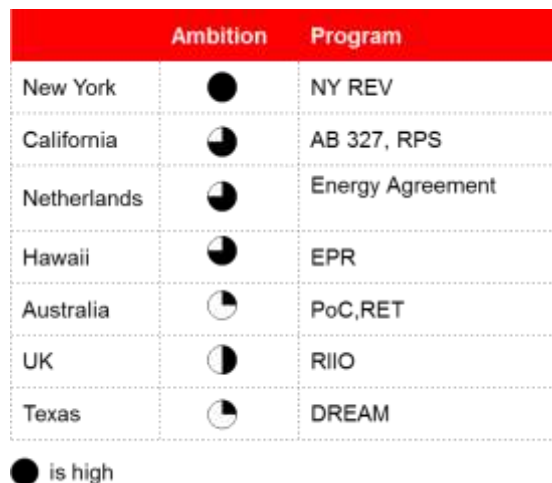 Ambition Program
New York NY REV
California AB 327, RPS
Netherlands Energy Agreement
Hawaii EPR
Australia PoC,RET
UK RIIO
Texas DREAM
is high